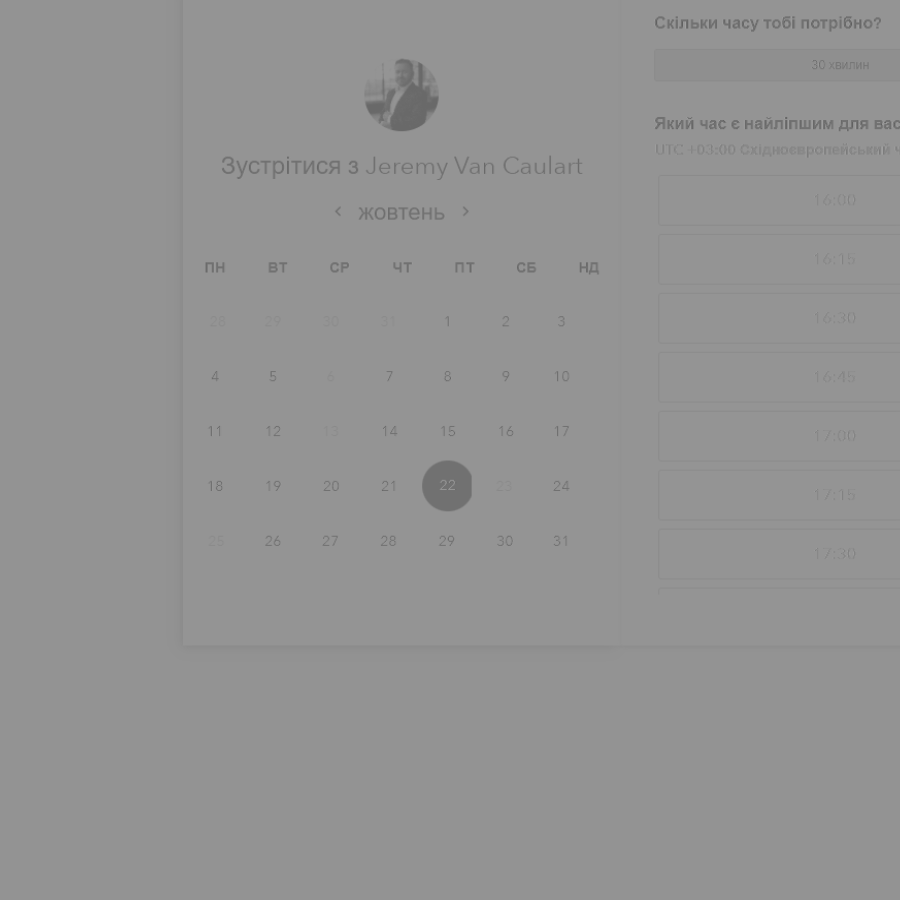 Зустрітися з Jeremy Van Caulart
жовтень
ПН ВТ СР ЧТ ПТ СБ НД
28 29 30 31 1 2 3
4 5 6 7 8 9 10
11 12 13 14 15 16 17
18 19 20 21 22 23 24
25 26 27 28 29 30 31
Скільки часу тобі потрібно?
30 хвилин
Який час є найліпшим для вас
UTC +03:00 Східноєвропейський ч
16:00
16:15
16:30
16:45
17:00
17:15
17:30